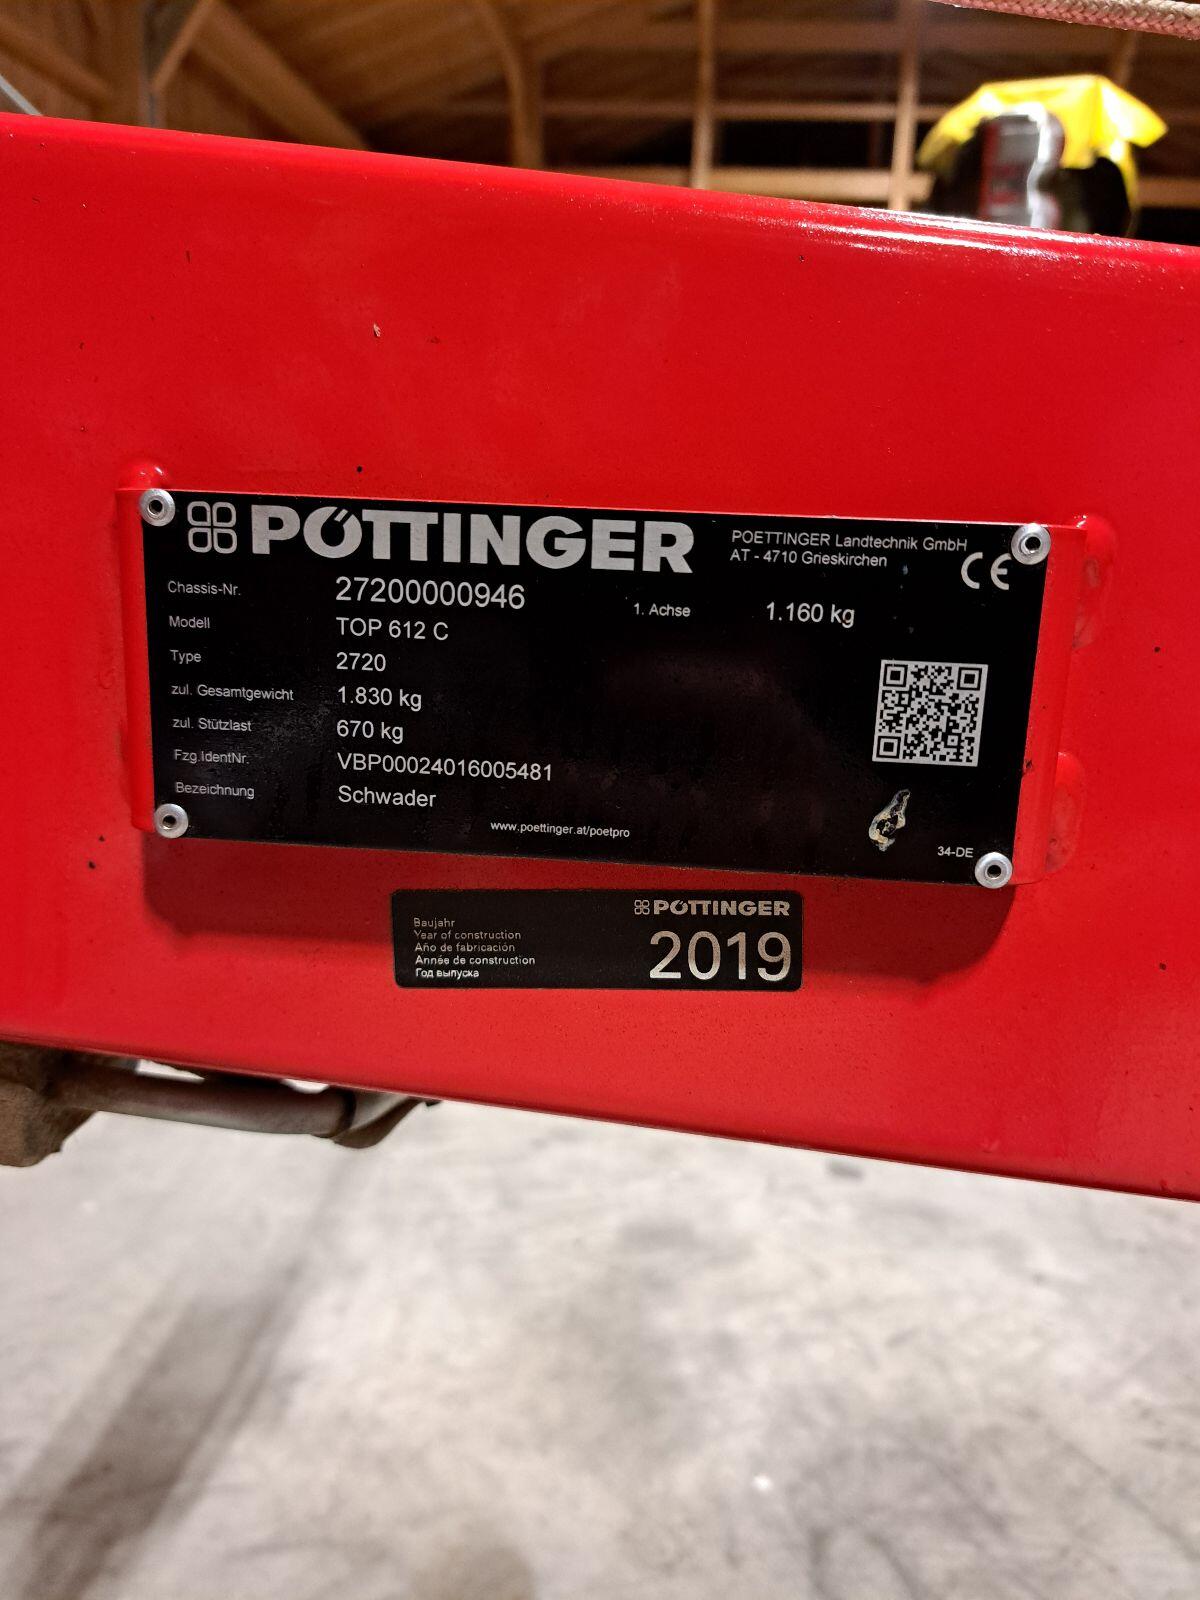 PÖTTINGER
POETTINGER Landtechnik GmbH
AT - 4710 Grieskirchen
CE
Chassis-Nr. 27200000946 1. Achse 1.160 kg
Modell TOP 612 C
Type 2720
zul. Gesamtgewicht 1.830 kg
zul. Stützlast 670 kg
Fzg.IdentNr. VBP00024016005481
Bezeichnung Schwader
www.poettinger.at/poetpro
34-DE
PÖTTINGER
Baujahr
Year of construction
Año de fabricación
Année de construction
Год выпуска
2019